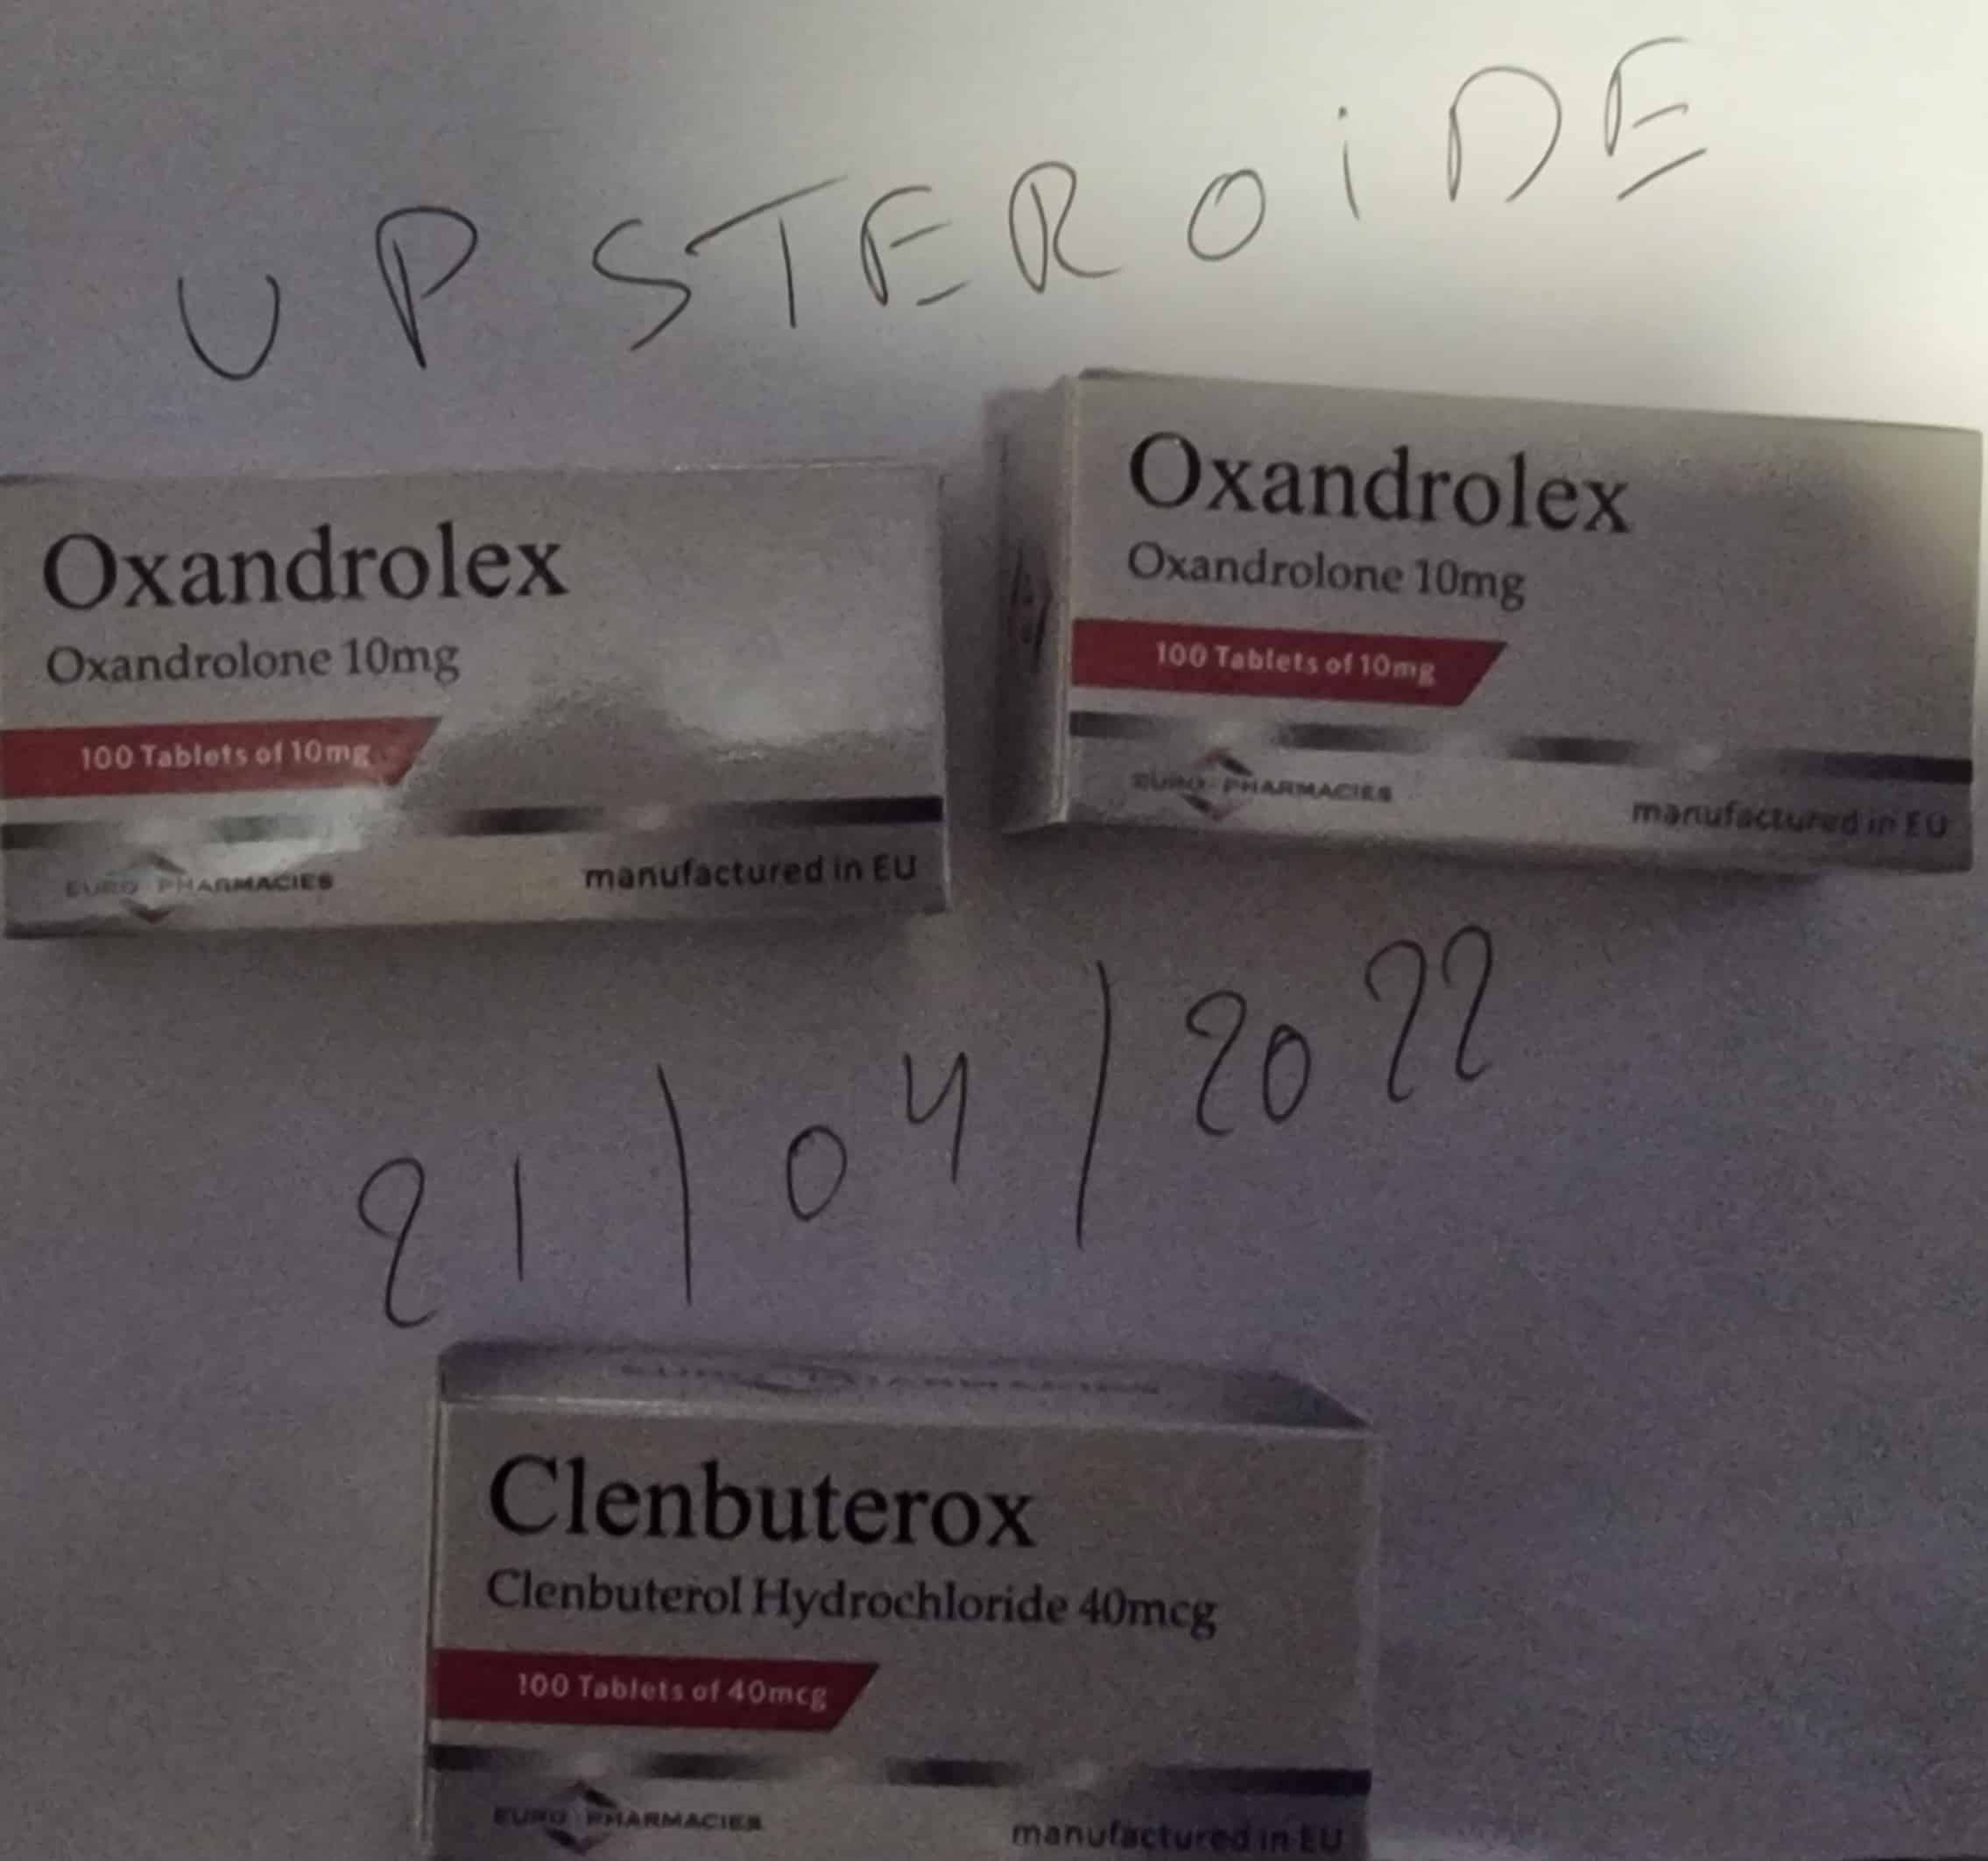 UPSTEROiDE
Oxandrolex
Oxandrolone 10mg
100 Tablets of 10mg
EURO PHARMACIES
manufactured in EU
Oxandrolex
Oxandrolone 10mg
100 Tablets of 10mg
EURO PHARMACIES
manufactured in EU
21/04/2022
EURO PHARMACIES
Clenbuterox
Clenbuterol Hydrochloride 40mcg
100 Tablets of 40mcg
EURO PHARMACIES
manufactured in EU